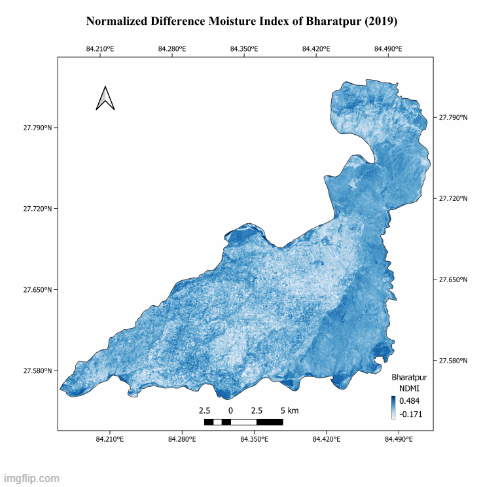 Normalized Difference Moisture Index of Bharatpur (2019)
84.210°E 84.280°E 84.350°E 84.420°E 84.490°E
27.790°N 27.790°N
27.720°N 27.720°N
27.650°N 27.650°N
27.580°N 27.580°N
Bharatpur
NDMI
0.484
-0.171
2.5 0 2.5 5 km
84.210°E 84.280°E 84.350°E 84.420°E 84.490°E
imgflip.com